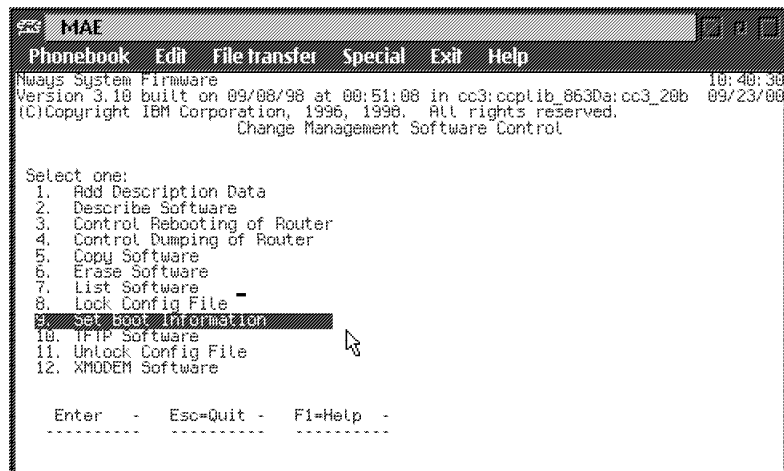 MAE
Phonebook Edit File transfer Special Exit Help
Nways System Firmware 10:40:30
Version 3.10 built on 09/08/98 at 00:51:08 in cc3:ccplib_863Da:cc3_20b 09/23/00
(C)Copyright IBM Corporation, 1996, 1998. All rights reserved.
Change Management Software Control
Select one:
1. Add Description Data
2. Describe Software
3. Control Rebooting of Router
4. Control Dumping of Router
5. Copy Software
6. Erase Software
7. List Software
8. Lock Config File
9. Set Boot Information
10. TFTP Software
11. Unlock Config File
12. XMODEM Software
Enter - Esc=Quit - F1=Help -
---------- ---------- ----------